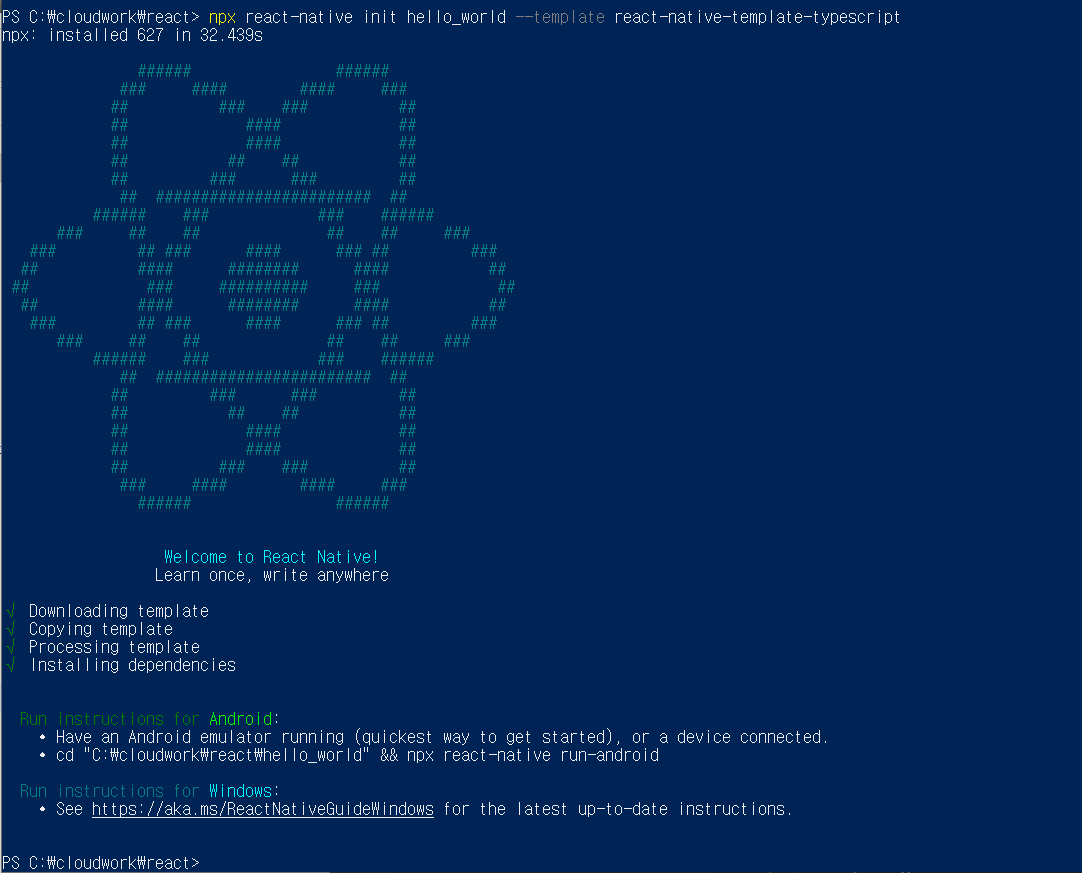 PS C:₩cloudwork₩react> npx react-native init hello_world --template react-native-template-typescript
npx: installed 627 in 32.439s
               ######                ######
             ###     ####        ####     ###
            ##          ###    ###          ##
            ##             ####             ##
            ##             ####             ##
            ##           ##    ##           ##
            ##         ###      ###         ##
             ##  ########################  ##
          ######    ###            ###    ######
      ###     ##    ##              ##    ##     ###
   ###         ## ###      ####      ### ##         ###
  ##           ####      ########      ####           ##
 ##             ###     ##########     ###             ##
  ##           ####      ########      ####           ##
   ###         ## ###      ####      ### ##         ###
      ###     ##    ##              ##    ##     ###
          ######    ###            ###    ######
             ##  ########################  ##
            ##         ###      ###         ##
            ##           ##    ##           ##
            ##             ####             ##
            ##             ####             ##
            ##          ###    ###          ##
             ###     ####        ####     ###
               ######                ######
Welcome to React Native!
Learn once, write anywhere
√ Downloading template
√ Copying template
√ Processing template
√ Installing dependencies
Run instructions for Android:
• Have an Android emulator running (quickest way to get started), or a device connected.
• cd "C:₩cloudwork₩react₩hello_world" && npx react-native run-android
Run instructions for Windows:
• See https://aka.ms/ReactNativeGuideWindows for the latest up-to-date instructions.
PS C:₩cloudwork₩react>